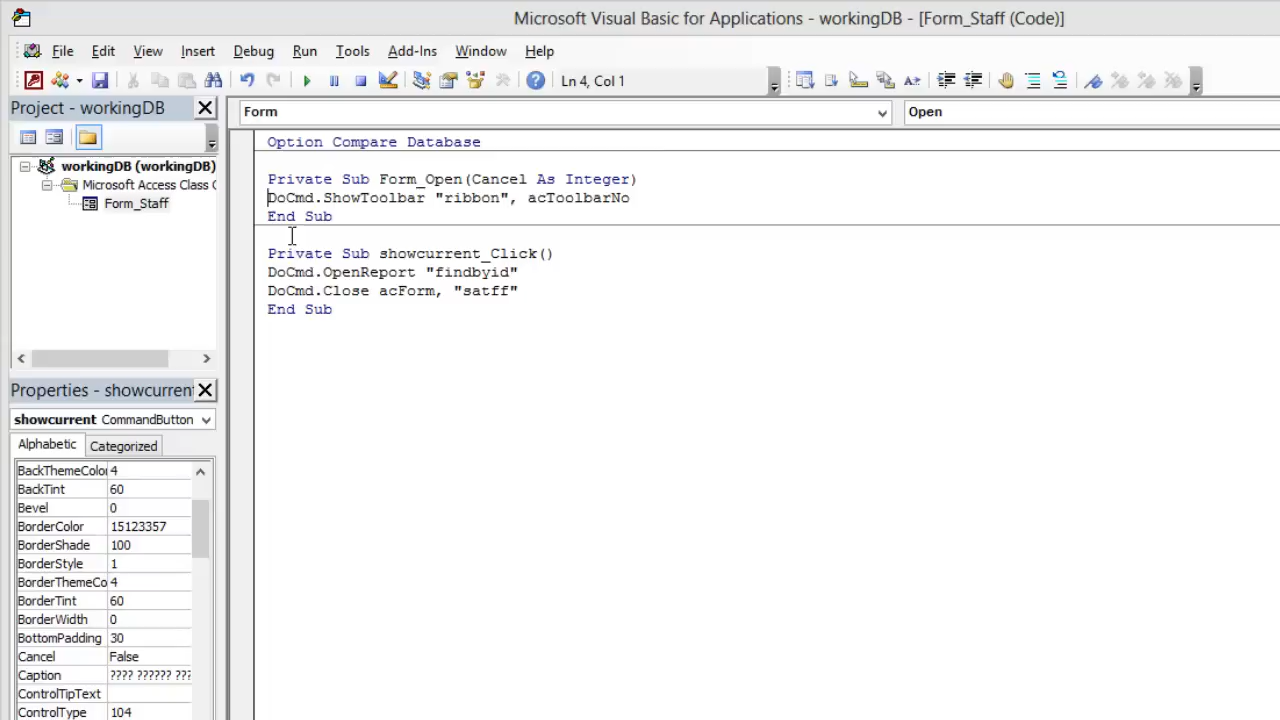 Microsoft Visual Basic for Applications - workingDB - [Form_Staff (Code)]
File Edit View Insert Debug Run Tools Add-Ins Window Help
Ln 4, Col 1
Project - workingDB
Form
Open
workingDB (workingDB)
Microsoft Access Class
Form_Staff
Option Compare Database
Private Sub Form_Open(Cancel As Integer)
DoCmd.ShowToolbar "ribbon", acToolbarNo
End Sub
Private Sub showcurrent_Click()
DoCmd.OpenReport "findbyid"
DoCmd.Close acForm, "satff"
End Sub
Properties - showcurrent
showcurrent CommandButton
Alphabetic Categorized
BackThemeColo 4
BackTint 60
Bevel 0
BorderColor 15123357
BorderShade 100
BorderStyle 1
BorderThemeCo 4
BorderTint 60
BorderWidth 0
BottomPadding 30
Cancel False
Caption ???? ?????? ???
ControlTipText
ControlType 104